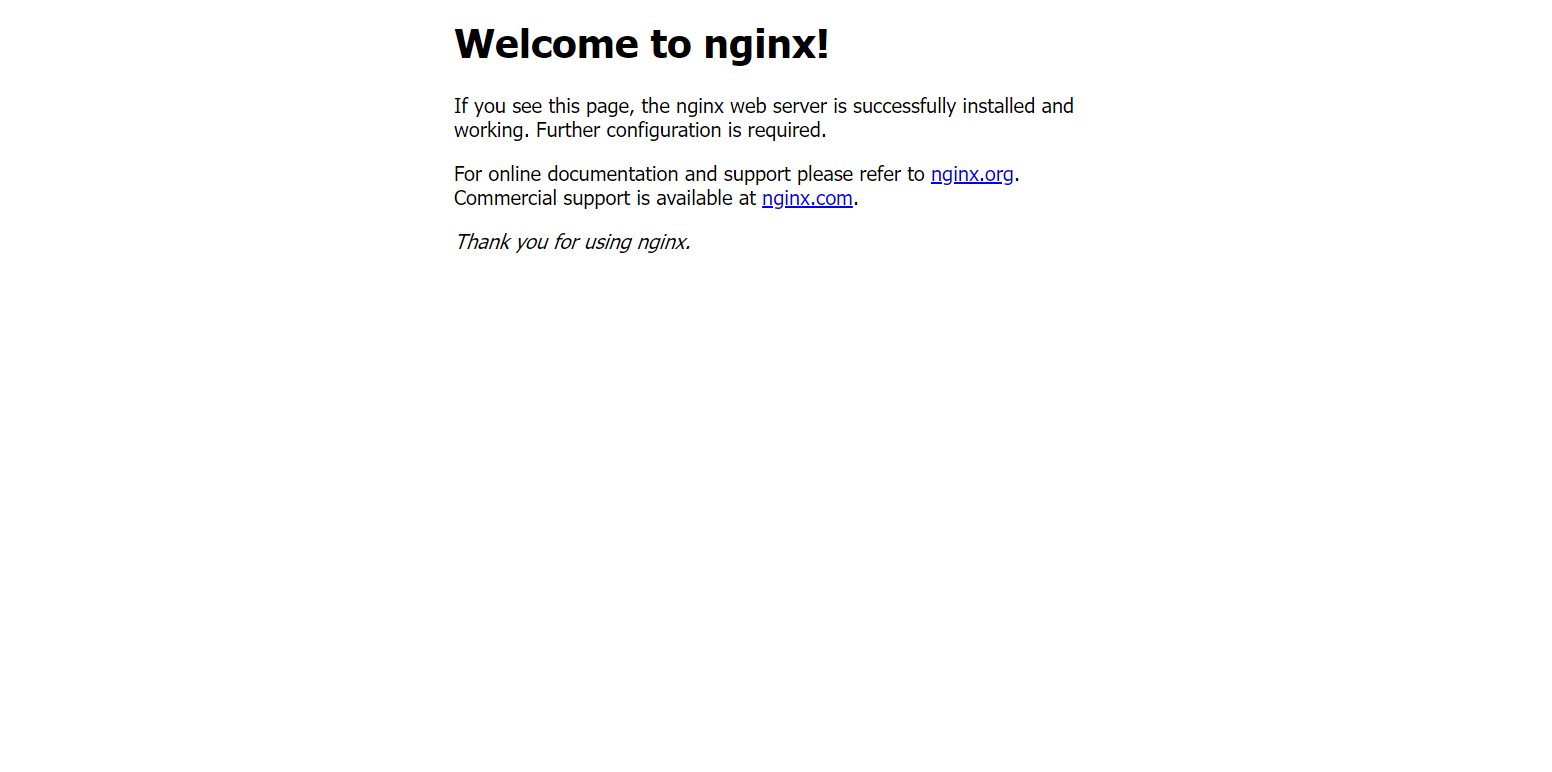 Welcome to nginx!
If you see this page, the nginx web server is successfully installed and
working. Further configuration is required.
For online documentation and support please refer to nginx.org.
Commercial support is available at nginx.com.
Thank you for using nginx.